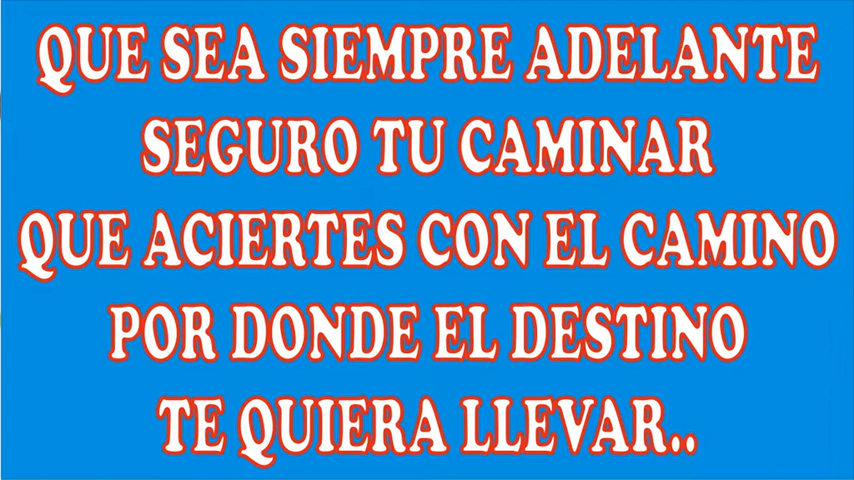 QUE SEA SIEMPRE ADELANTE
SEGURO TU CAMINAR
QUE ACIERTES CON EL CAMINO
POR DONDE EL DESTINO
TE QUIERA LLEVAR..